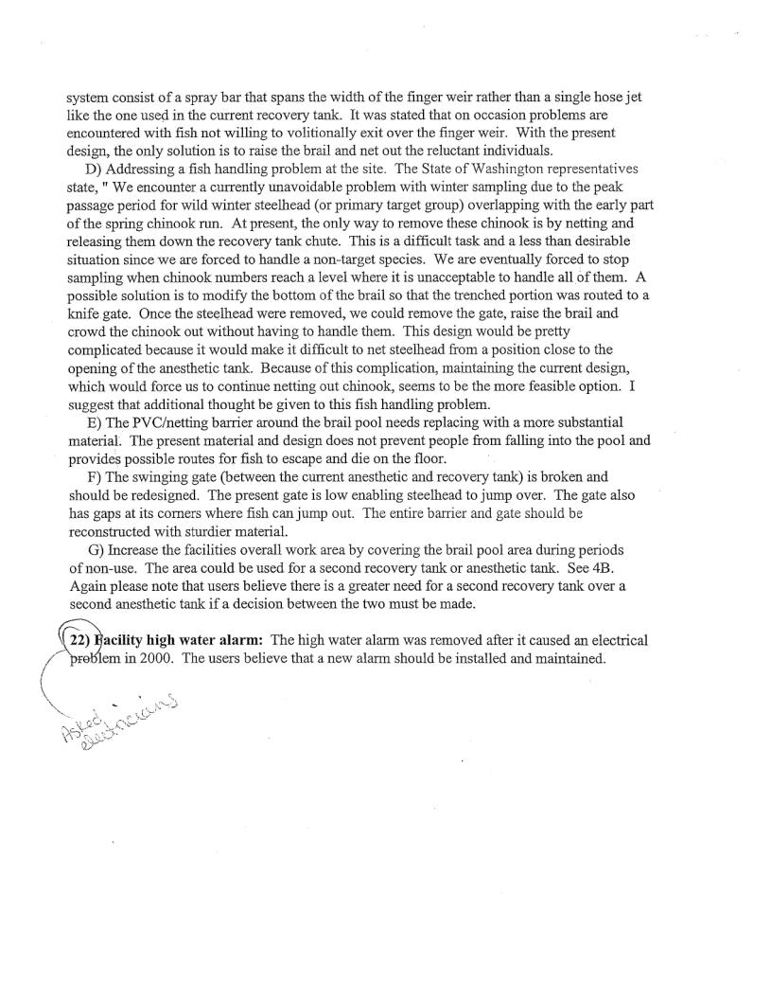 system consist of a spray bar that spans the width of the finger weir rather than a single hose jet
like the one used in the current recovery tank.  It was stated that on occasion problems are
encountered with fish not willing to volitionally exit over the finger weir.  With the present
design, the only solution is to raise the brail and net out the reluctant individuals.
D) Addressing a fish handling problem at the site.  The State of Washington representatives
state, " We encounter a currently unavoidable problem with winter sampling due to the peak
passage period for wild winter steelhead (or primary target group) overlapping with the early part
of the spring chinook run.  At present, the only way to remove these chinook is by netting and
releasing them down the recovery tank chute.  This is a difficult task and a less than desirable
situation since we are forced to handle a non-target species.  We are eventually forced to stop
sampling when chinook numbers reach a level where it is unacceptable to handle all of them.  A
possible solution is to modify the bottom of the brail so that the trenched portion was routed to a
knife gate.  Once the steelhead were removed, we could remove the gate, raise the brail and
crowd the chinook out without having to handle them.  This design would be pretty
complicated because it would make it difficult to net steelhead from a position close to the
opening of the anesthetic tank.  Because of this complication, maintaining the current design,
which would force us to continue netting out chinook, seems to be the more feasible option.  I
suggest that additional thought be given to this fish handling problem.
E) The PVC/netting barrier around the brail pool needs replacing with a more substantial
material.  The present material and design does not prevent people from falling into the pool and
provides possible routes for fish to escape and die on the floor.
F) The swinging gate (between the current anesthetic and recovery tank) is broken and
should be redesigned.  The present gate is low enabling steelhead to jump over.  The gate also
has gaps at its corners where fish can jump out.  The entire barrier and gate should be
reconstructed with sturdier material.
G) Increase the facilities overall work area by covering the brail pool area during periods
of non-use.  The area could be used for a second recovery tank or anesthetic tank.  See 4B.
Again please note that users believe there is a greater need for a second recovery tank over a
second anesthetic tank if a decision between the two must be made.
22) Facility high water alarm:  The high water alarm was removed after it caused an electrical
problem in 2000.  The users believe that a new alarm should be installed and maintained.
Asked
electricians